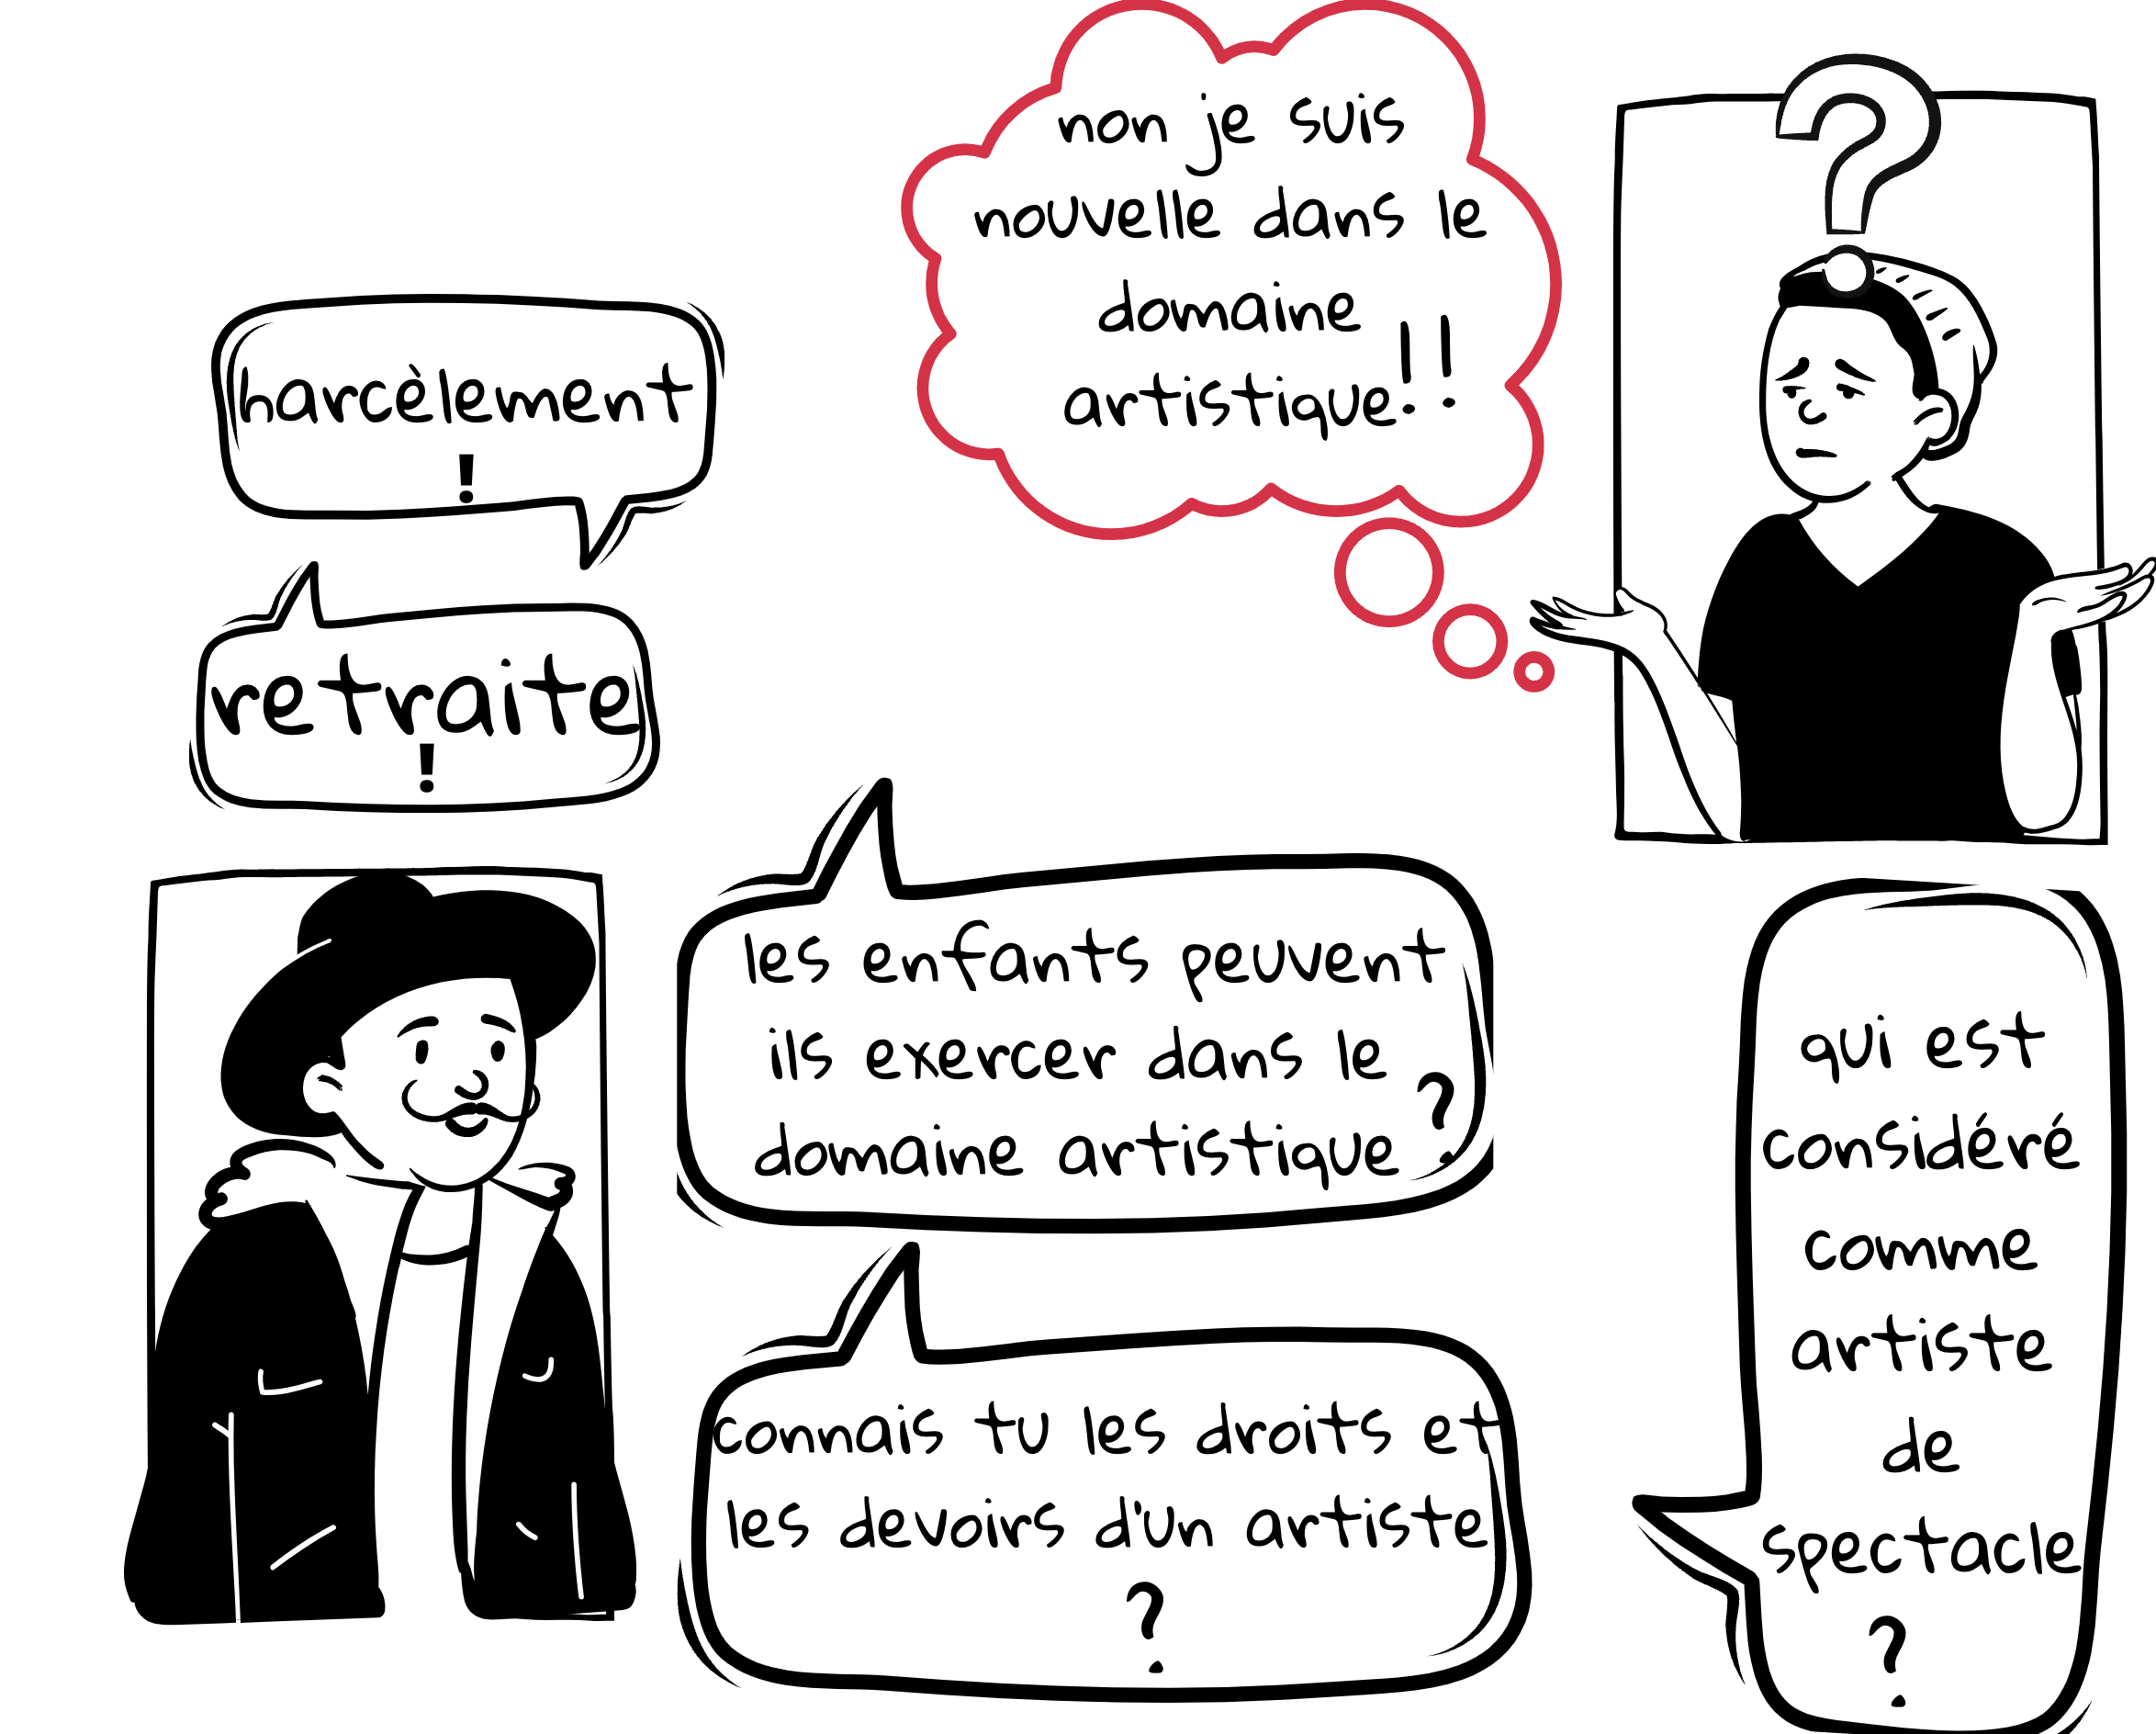 non je suis
nouvelle dans le
domaine
artistique!!
?
harcèlement
!
retraite
!
les enfants peuvent
ils exercer dans le
domaine artistique ?
connais tu les droits et
les devoirs d'un artiste
?
qui est
considéré
comme
artiste
de
spectacle
?